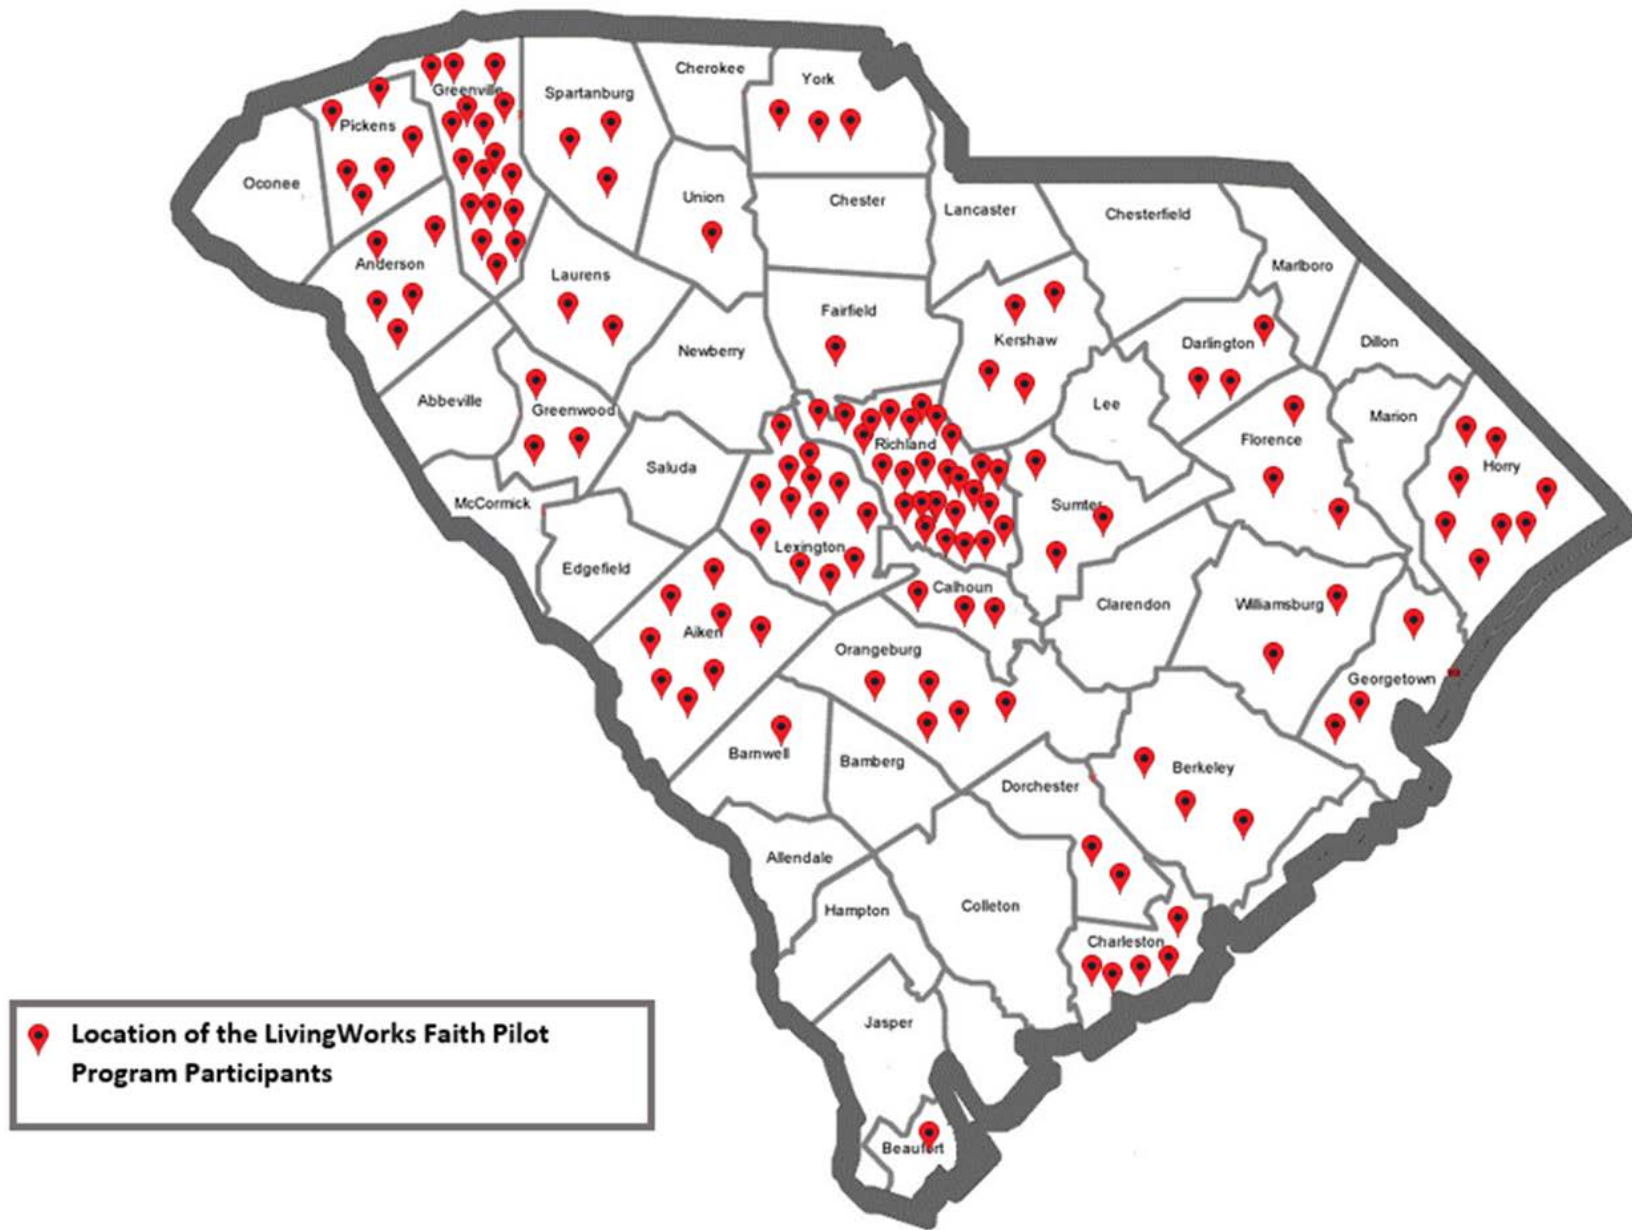 Cherokee
York
Greenville
Spartanburg
Pickens
Oconee
Union
Chester
Lancaster
Chesterfield
Anderson
Laurens
Marlboro
Fairfield
Kershaw
Darlington
Dillon
Newberry
Abbeville
Greenwood
Lee
Marion
Richland
Florence
Saluda
Horry
McCormick
Sumter
Lexington
Edgefield
Calhoun
Clarendon
Williamsburg
Aiken
Orangeburg
Georgetown
Barnwell
Bamberg
Berkeley
Dorchester
Allendale
Hampton
Colleton
Charleston
Jasper
Beaufort
Location of the LivingWorks Faith Pilot
Program Participants